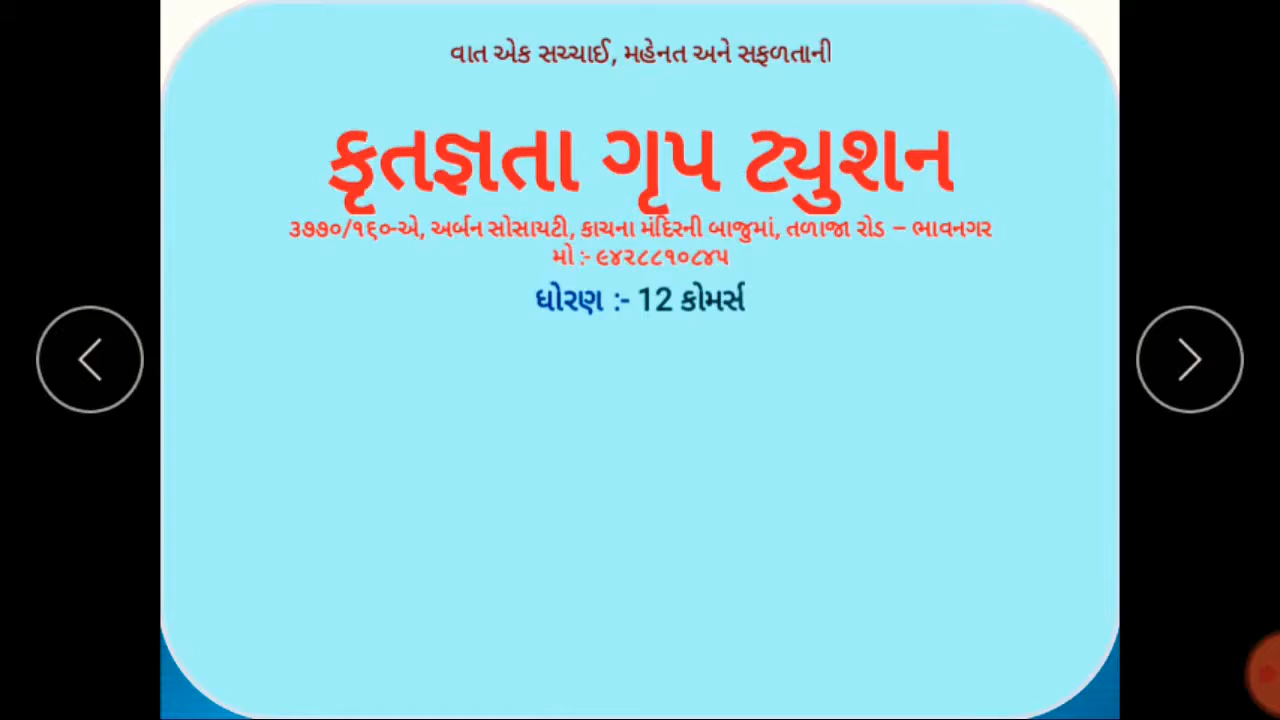 વાત એક સચ્ચાઈ, મહેનત અને સફળતાની
કૃતજ્ઞતા ગૃપ ટ્યુશન
૩૭૭૦/૧૬૦-એ, અર્બન સોસાયટી, કાચના મંદિરની બાજુમાં, તળાજા રોડ – ભાવનગર
મો :- ૯૪૨૮૮૧૦૮૪૫
ધોરણ :- 12 કોમર્સ